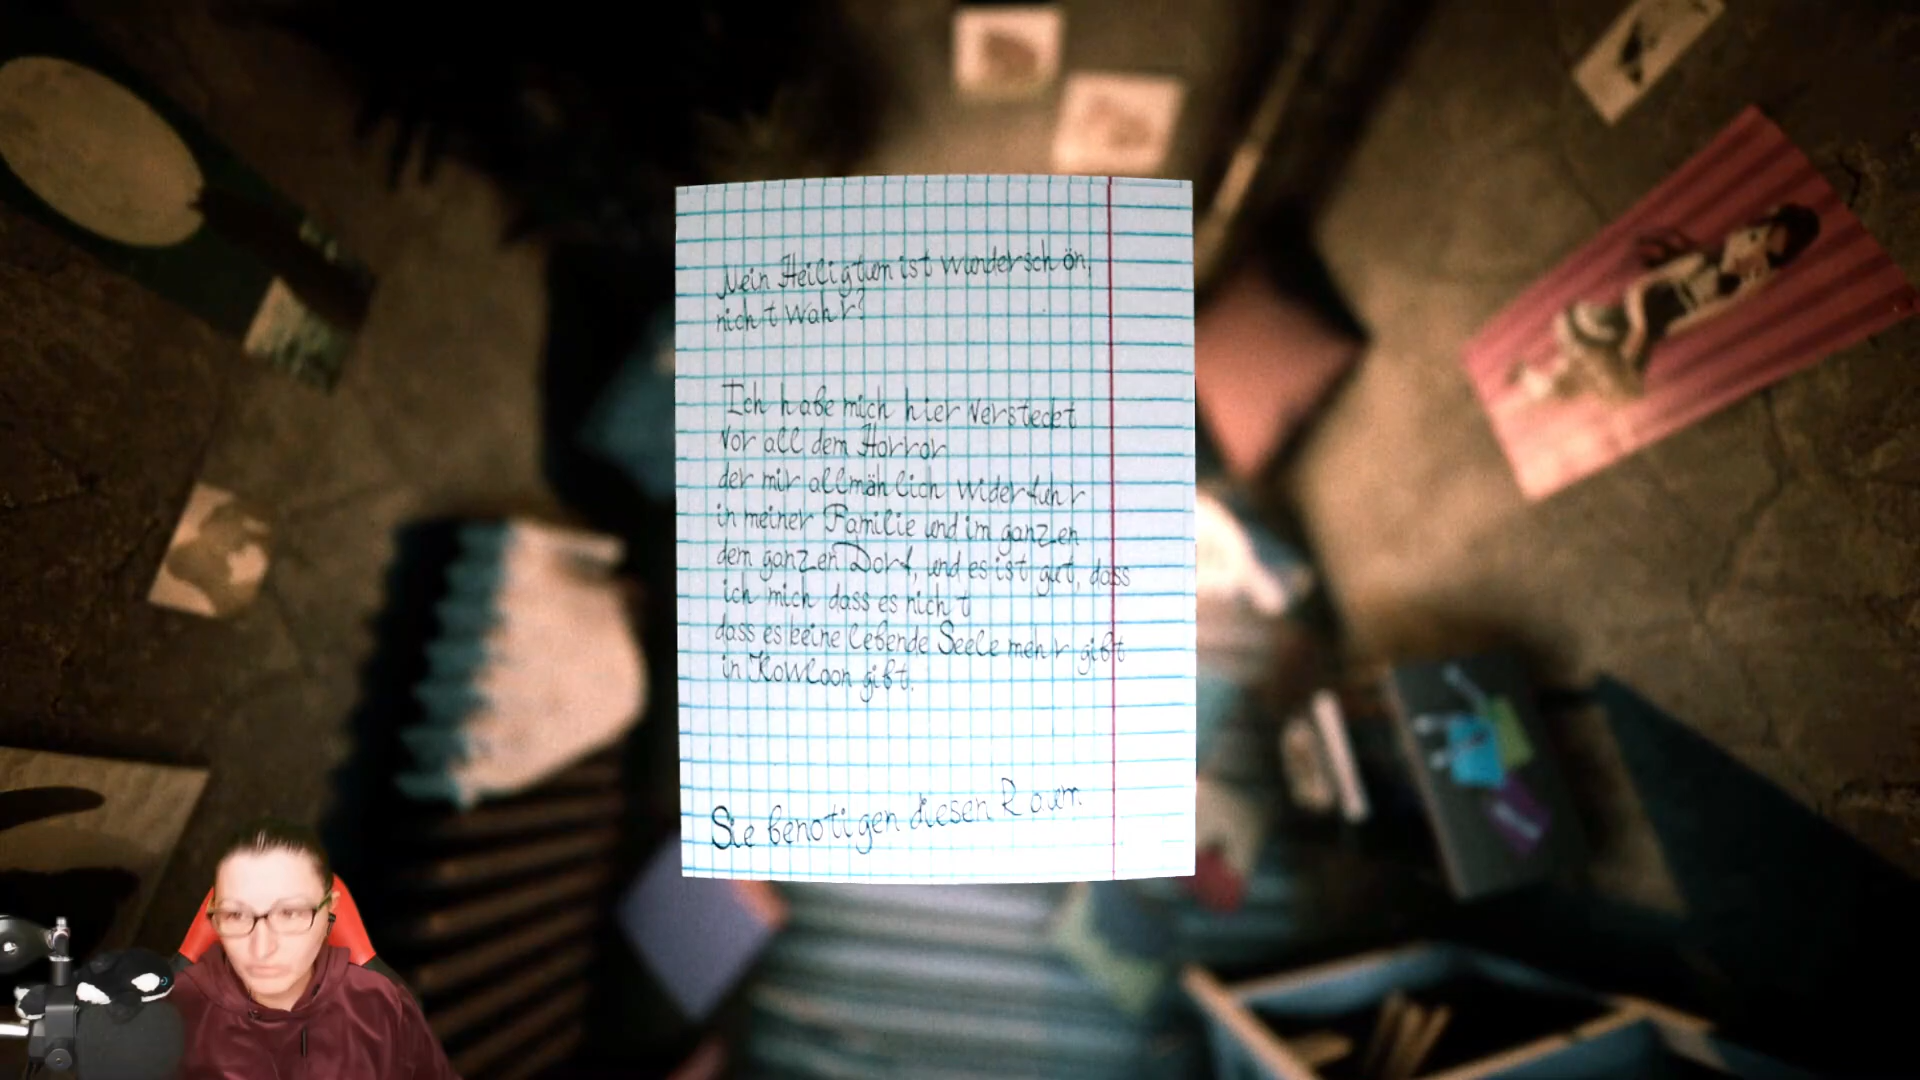 Mein Heiligtum ist wunderschön,
nicht wahr?
Ich habe mich hier versteckt
vor all dem Horror
der mir allmählich widerfuhr
in meiner Familie und im ganzen
dem ganzen Dorf, und es ist gut, dass
ich mich dass es nicht
dass es keine lebende Seele mehr gibt
in Kowloon gibt.
Sie benötigen diesen Raum